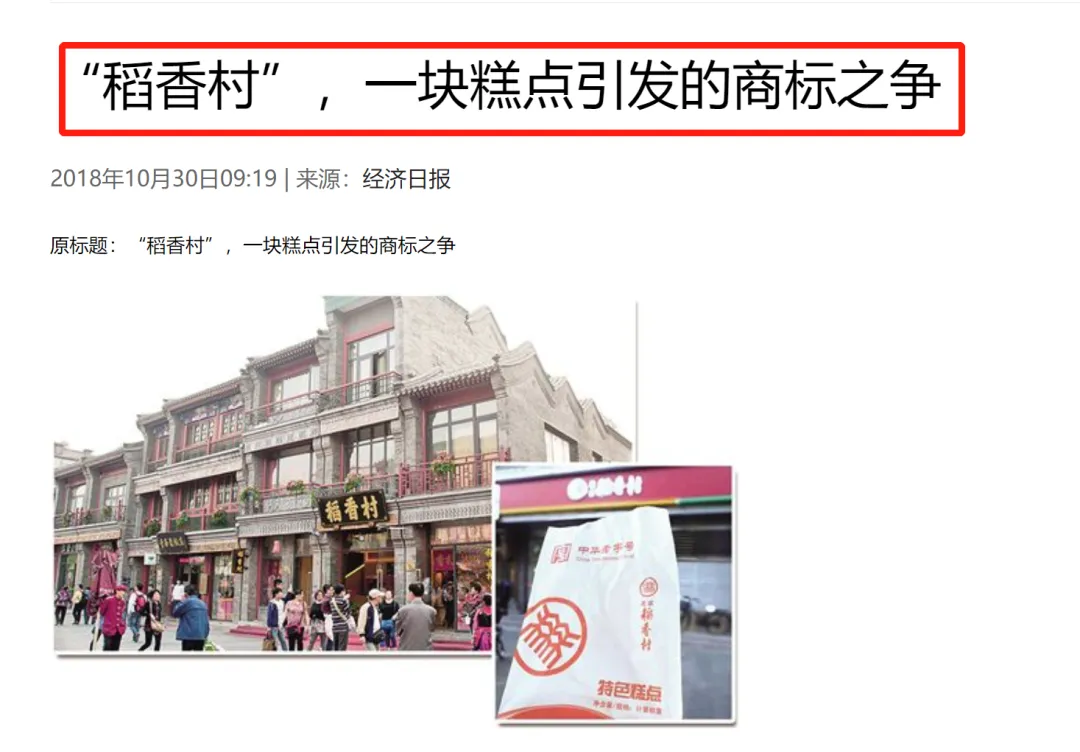 “稻香村”，一块糕点引发的商标之争
2018年10月30日09:19 | 来源：经济日报
原标题：“稻香村”，一块糕点引发的商标之争
稻香村
稻香村
中华老字号
稻香村
特色糕点